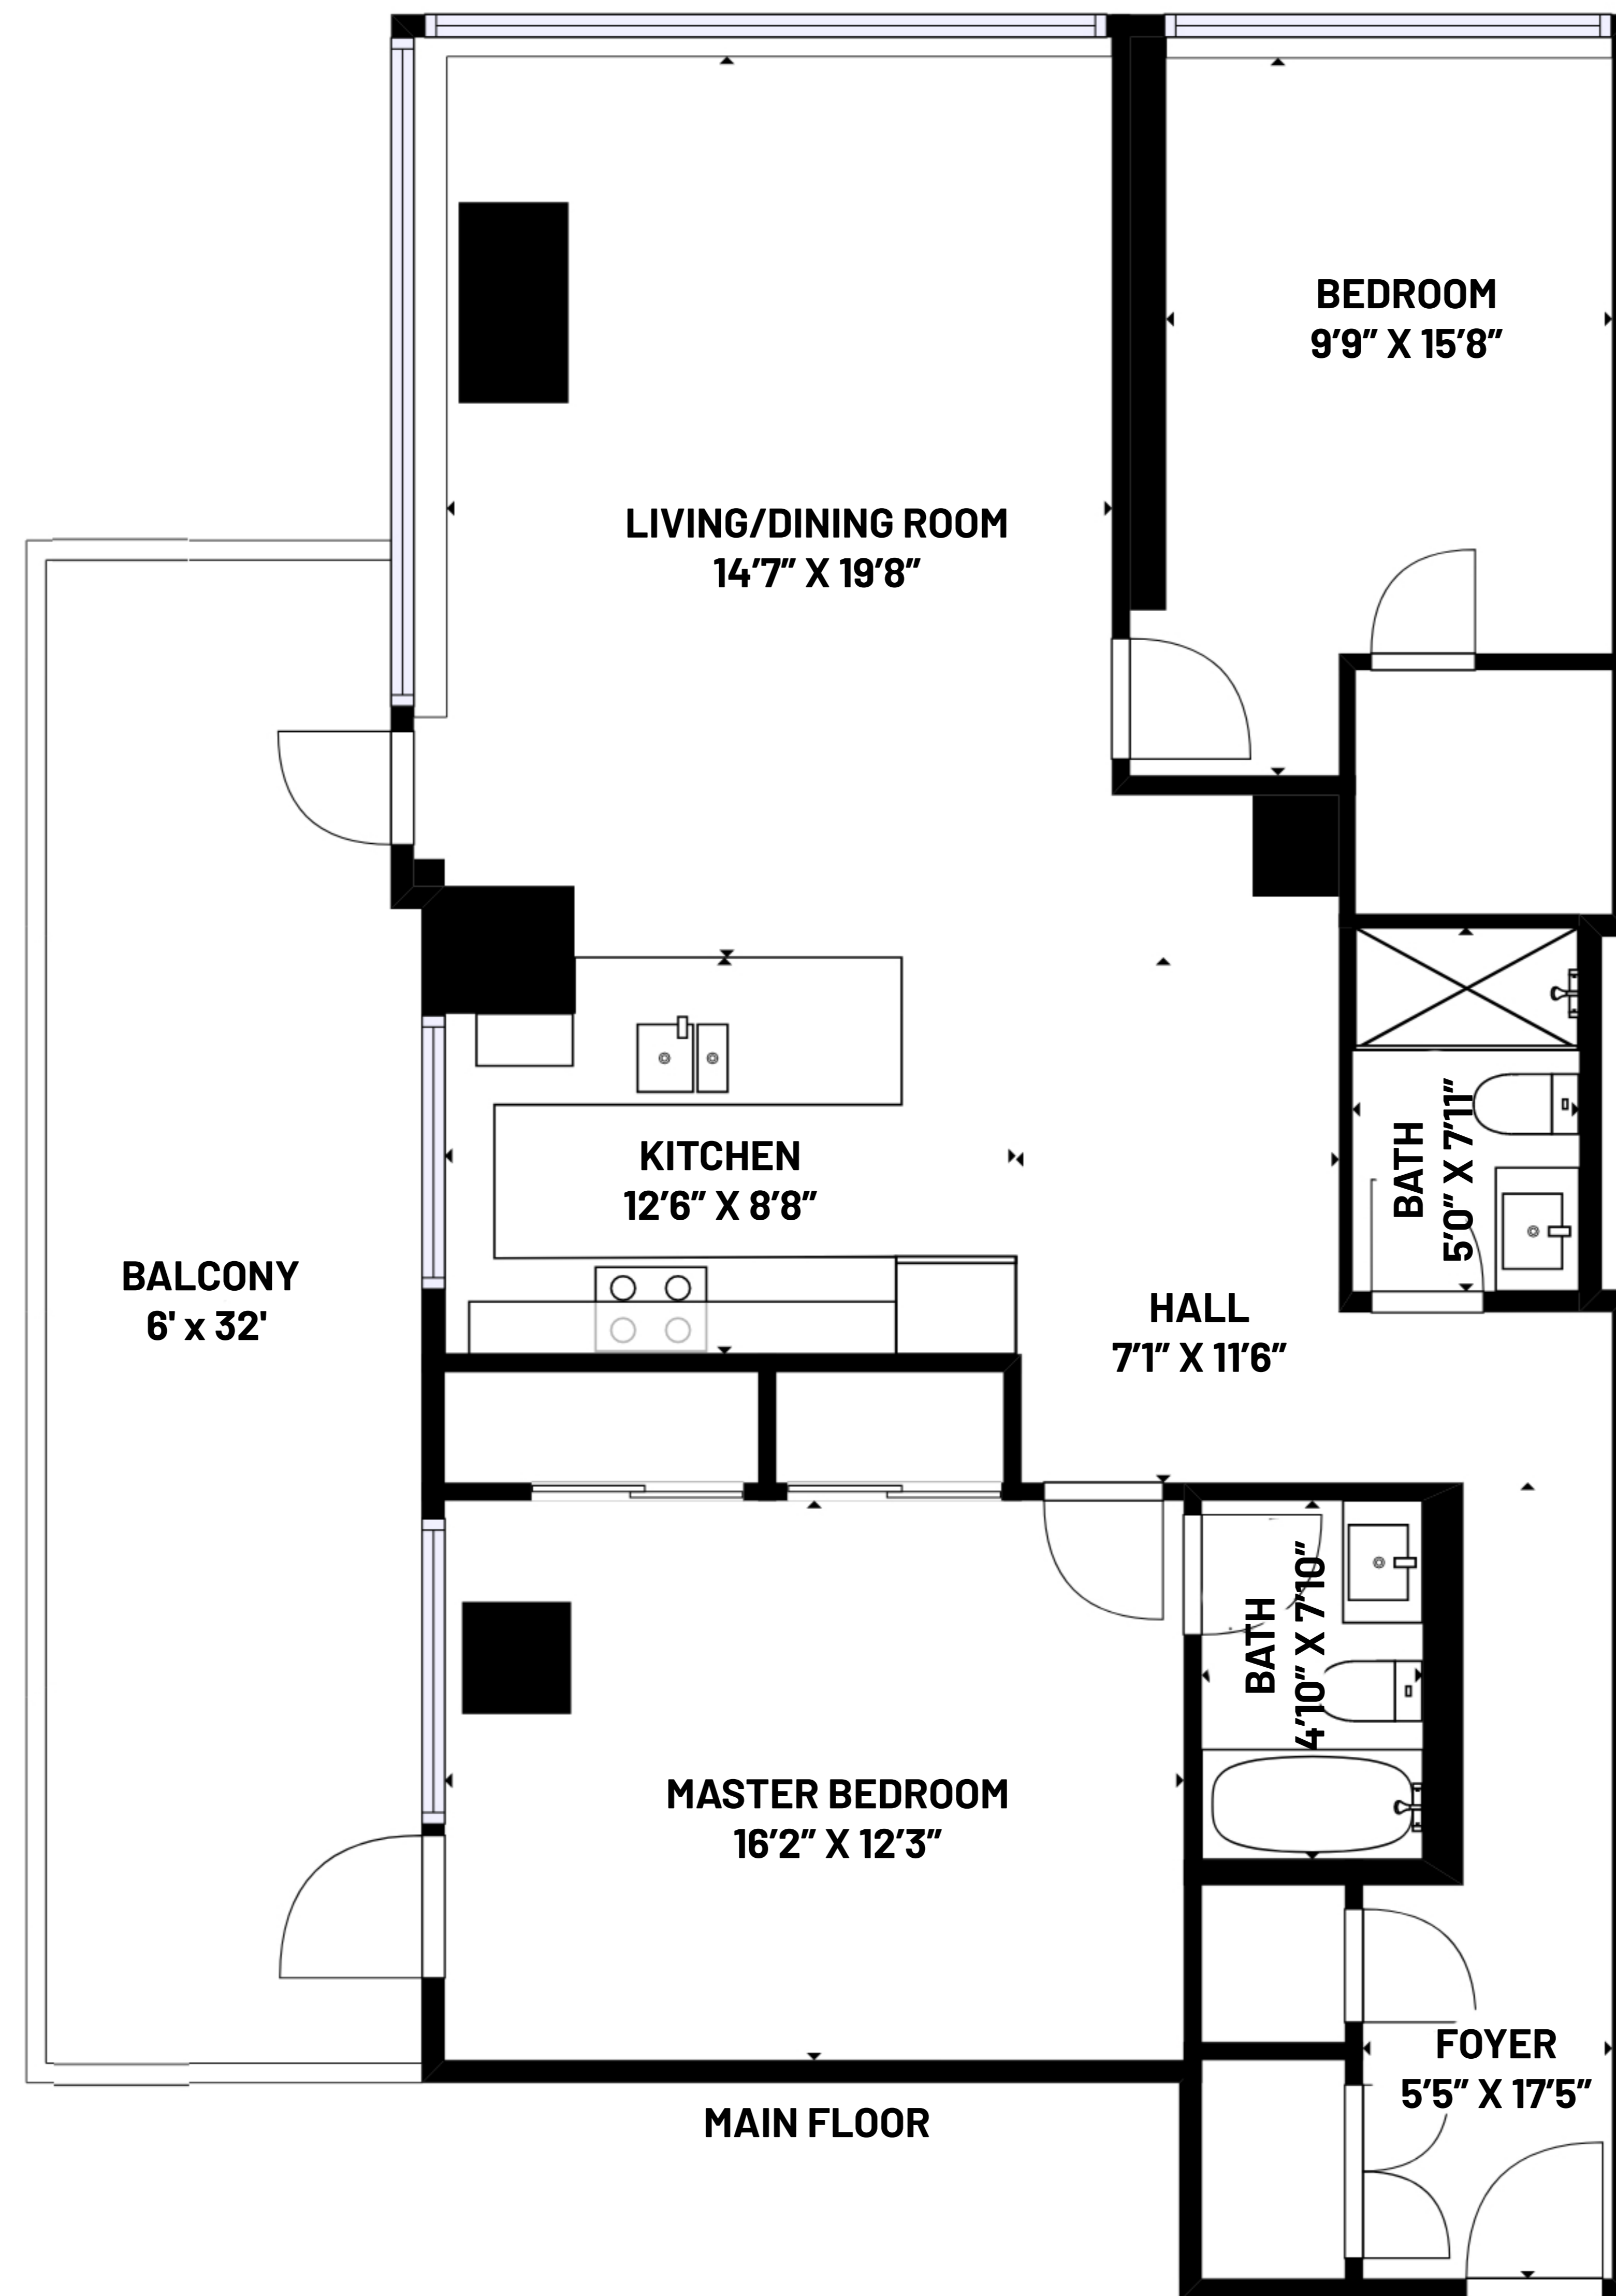 BEDROOM
9′9″ X 15′8″
LIVING/DINING ROOM
14′7″ X 19′8″
BATH
5′0″ X 7′11″
KITCHEN
12′6″ X 8′8″
BALCONY
6' x 32'
HALL
7′1″ X 11′6″
BATH
4′10″ X 7′10″
MASTER BEDROOM
16′2″ X 12′3″
FOYER
5′5″ X 17′5″
MAIN FLOOR